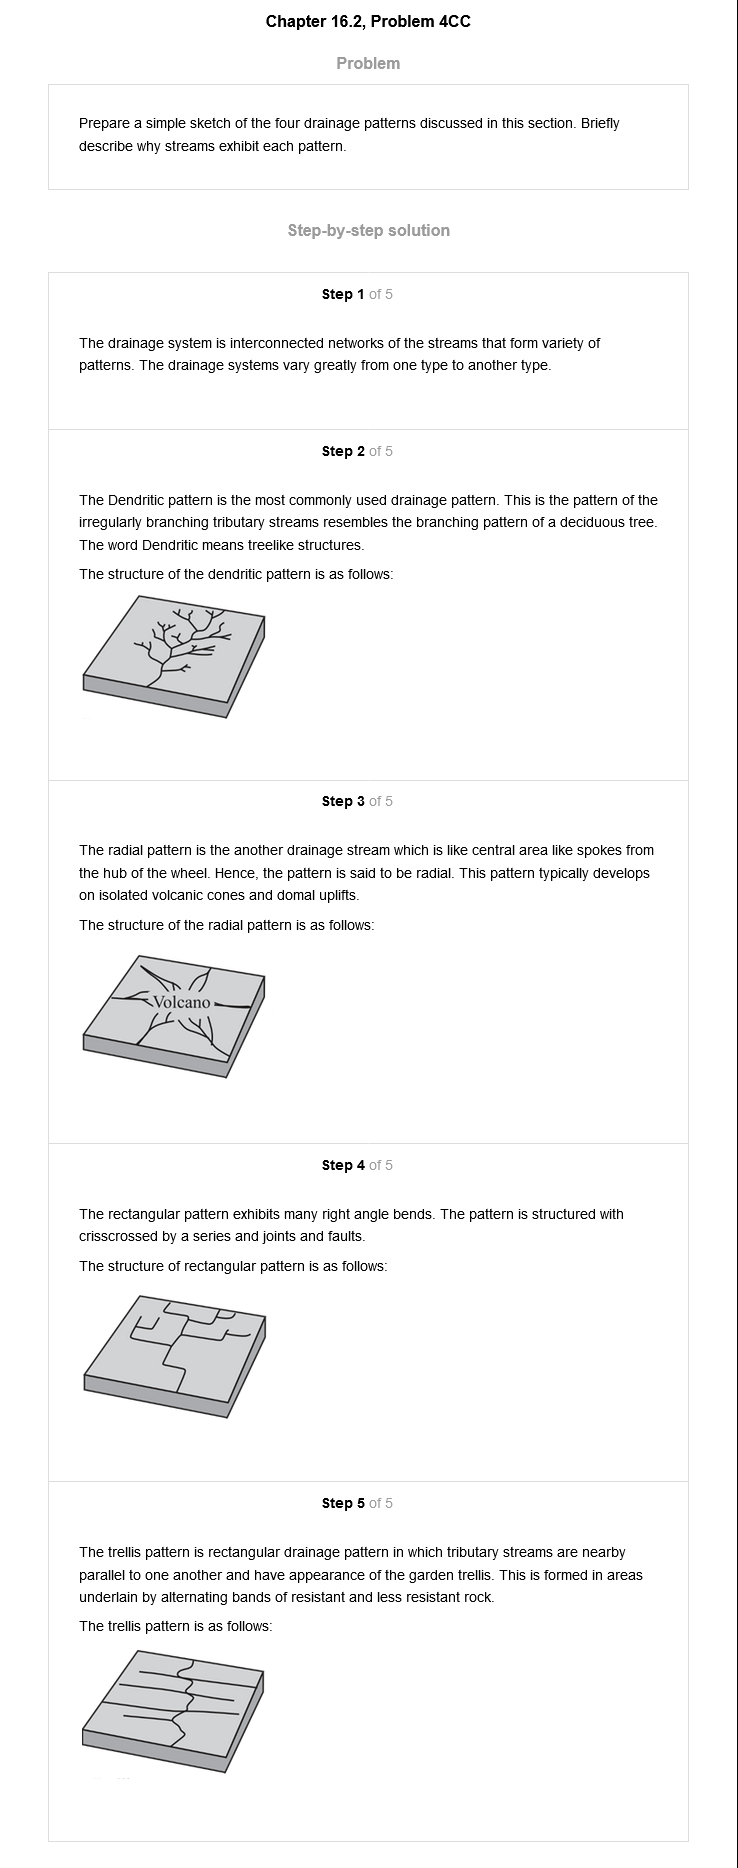 Chapter 16.2, Problem 4CC
Problem
Prepare a simple sketch of the four drainage patterns discussed in this section. Briefly
describe why streams exhibit each pattern.
Step-by-step solution
Step 1 of 5
The drainage system is interconnected networks of the streams that form variety of
patterns. The drainage systems vary greatly from one type to another type.
Step 2 of 5
The Dendritic pattern is the most commonly used drainage pattern. This is the pattern of the
irregularly branching tributary streams resembles the branching pattern of a deciduous tree.
The word Dendritic means treelike structures.
The structure of the dendritic pattern is as follows:
Step 3 of 5
The radial pattern is the another drainage stream which is like central area like spokes from
the hub of the wheel. Hence, the pattern is said to be radial. This pattern typically develops
on isolated volcanic cones and domal uplifts.
The structure of the radial pattern is as follows:
Volcano
Step 4 of 5
The rectangular pattern exhibits many right angle bends. The pattern is structured with
crisscrossed by a series and joints and faults.
The structure of rectangular pattern is as follows:
Step 5 of 5
The trellis pattern is rectangular drainage pattern in which tributary streams are nearby
parallel to one another and have appearance of the garden trellis. This is formed in areas
underlain by alternating bands of resistant and less resistant rock.
The trellis pattern is as follows: